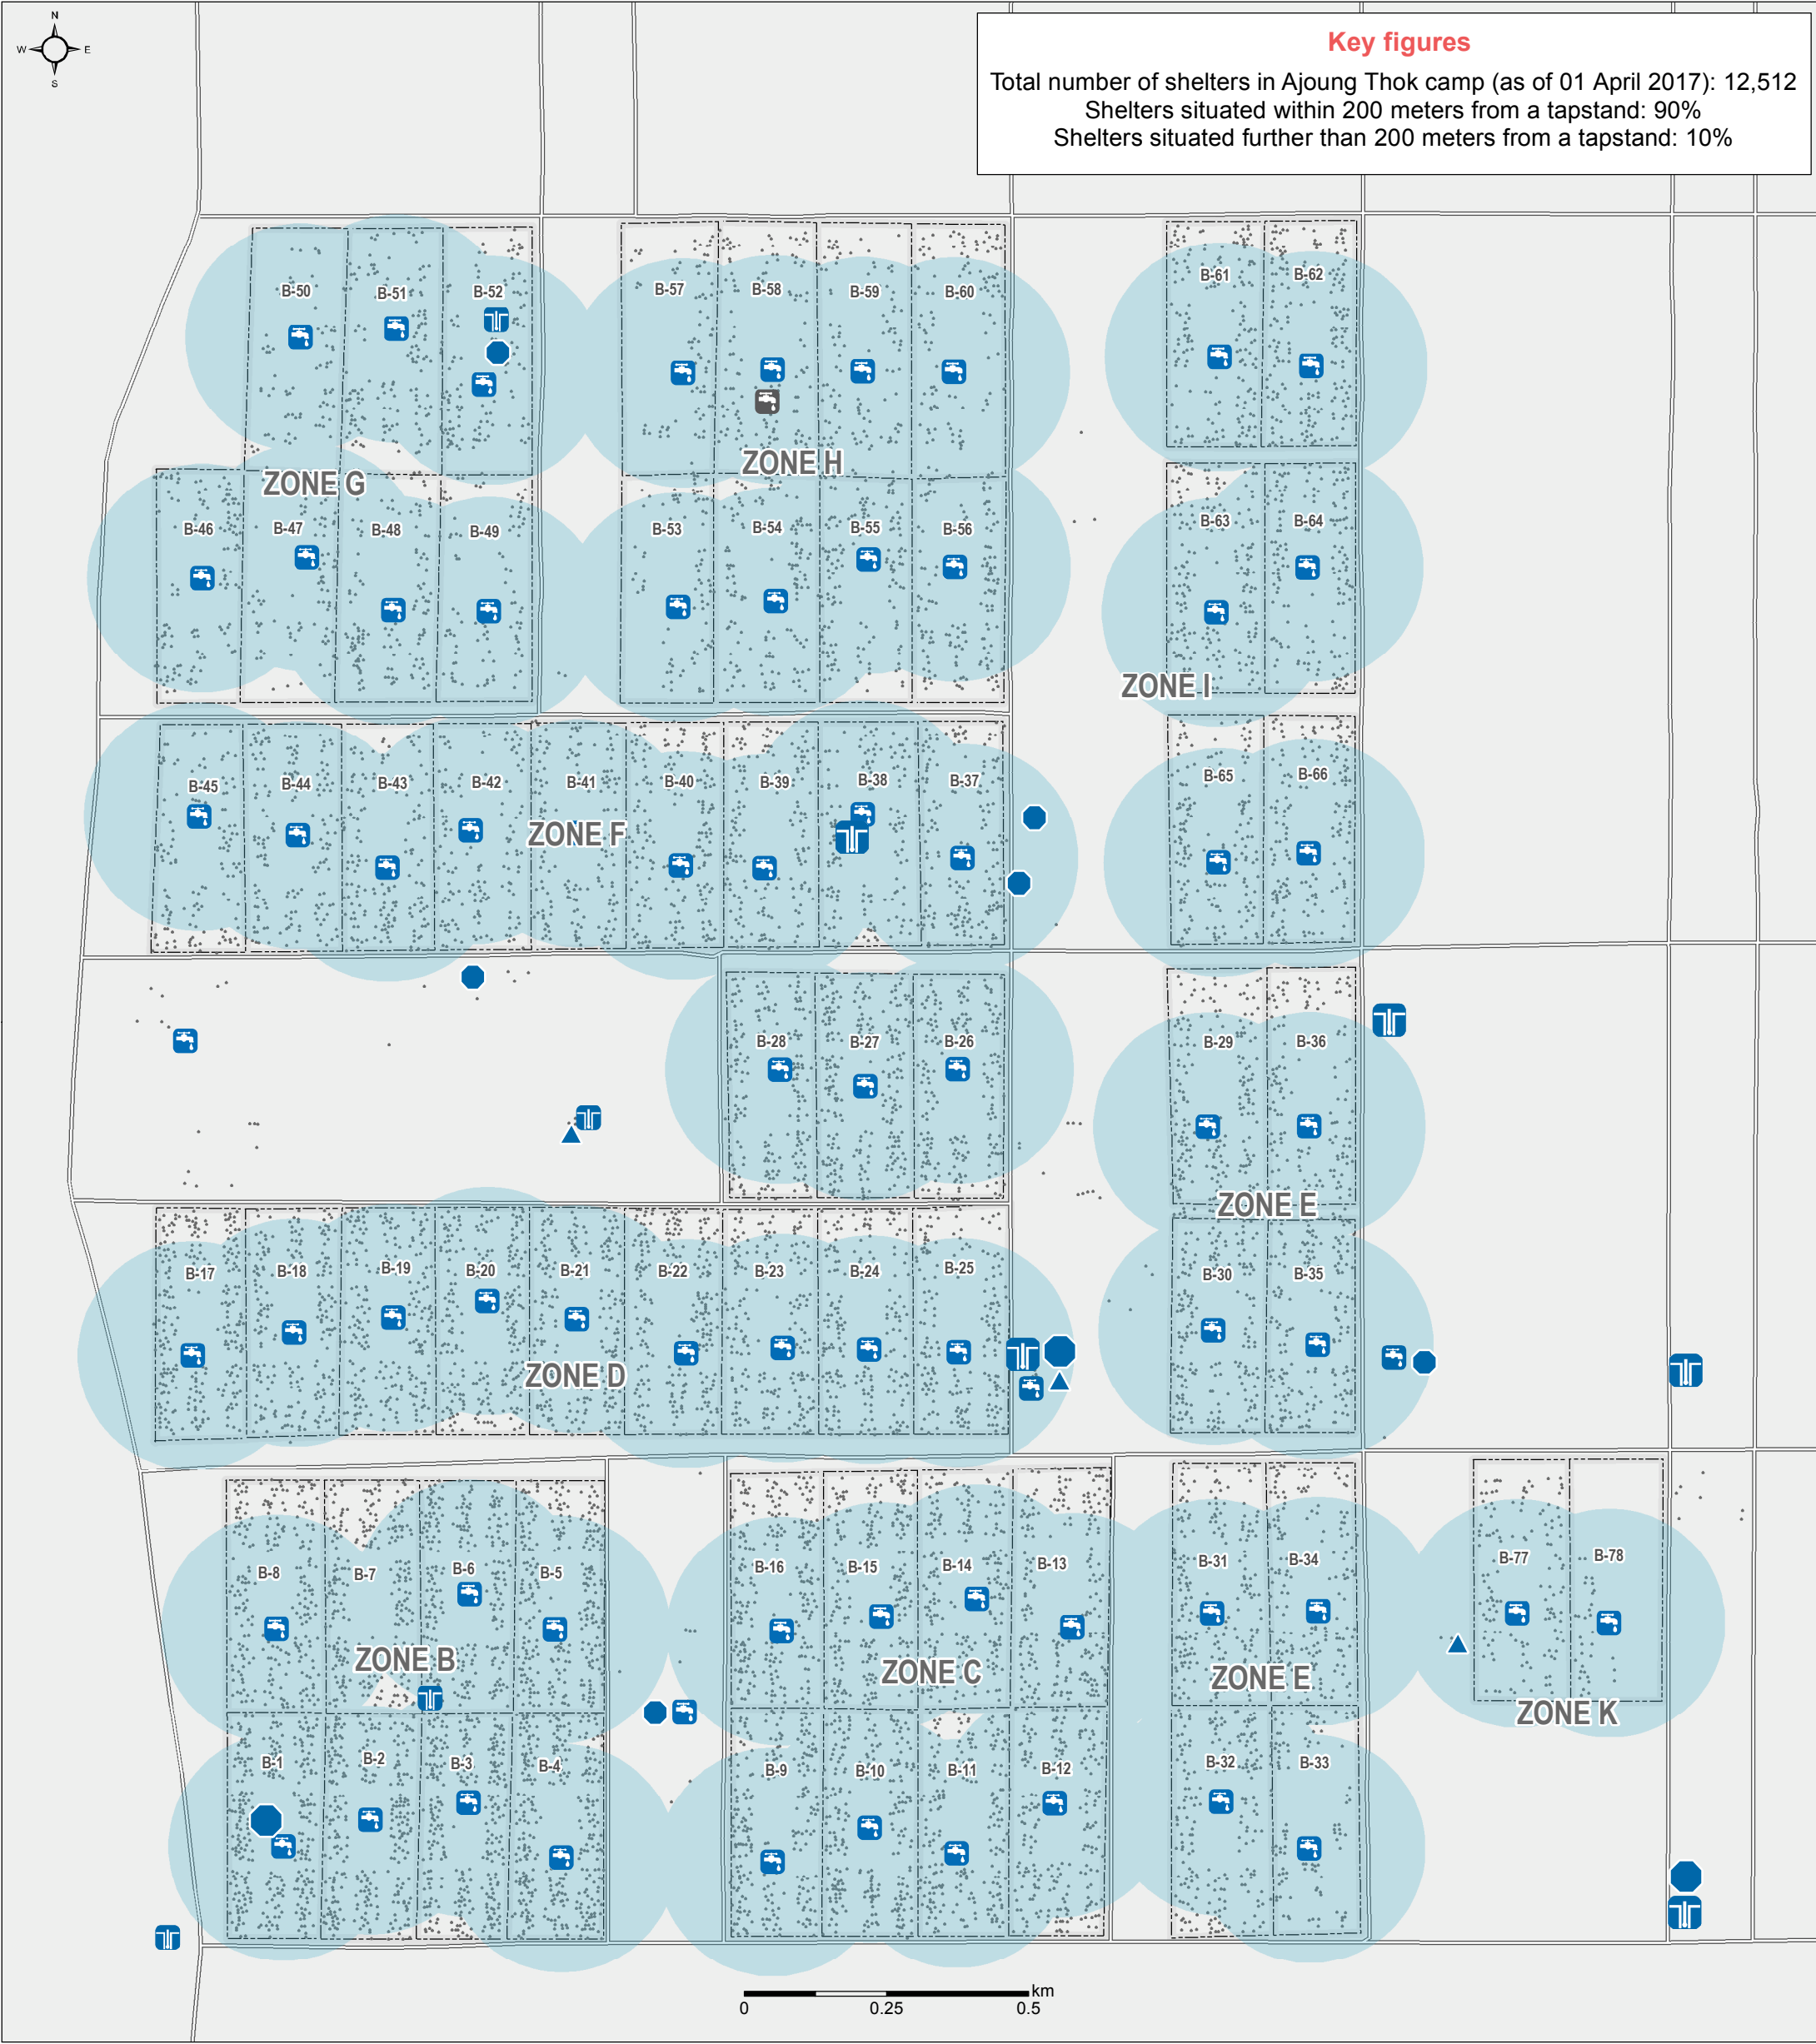 N
W E
S
Key figures
Total number of shelters in Ajoung Thok camp (as of 01 April 2017): 12,512
Shelters situated within 200 meters from a tapstand: 90%
Shelters situated further than 200 meters from a tapstand: 10%
B-50 B-51 B-52 B-57 B-58 B-59 B-60 B-61 B-62
ZONE G ZONE H
B-46 B-47 B-48 B-49 B-53 B-54 B-55 B-56 B-63 B-64
ZONE I
B-45 B-44 B-43 B-42 B-41 B-40 B-39 B-38 B-37 B-65 B-66
ZONE F
B-28 B-27 B-26 B-29 B-36
ZONE E
B-17 B-18 B-19 B-20 B-21 B-22 B-23 B-24 B-25 B-30 B-35
ZONE D
B-8 B-7 B-6 B-5 B-16 B-15 B-14 B-13 B-31 B-34 B-77 B-78
ZONE B ZONE C ZONE E
ZONE K
B-1 B-2 B-3 B-4 B-9 B-10 B-11 B-12 B-32 B-33
km
0 0.25 0.5